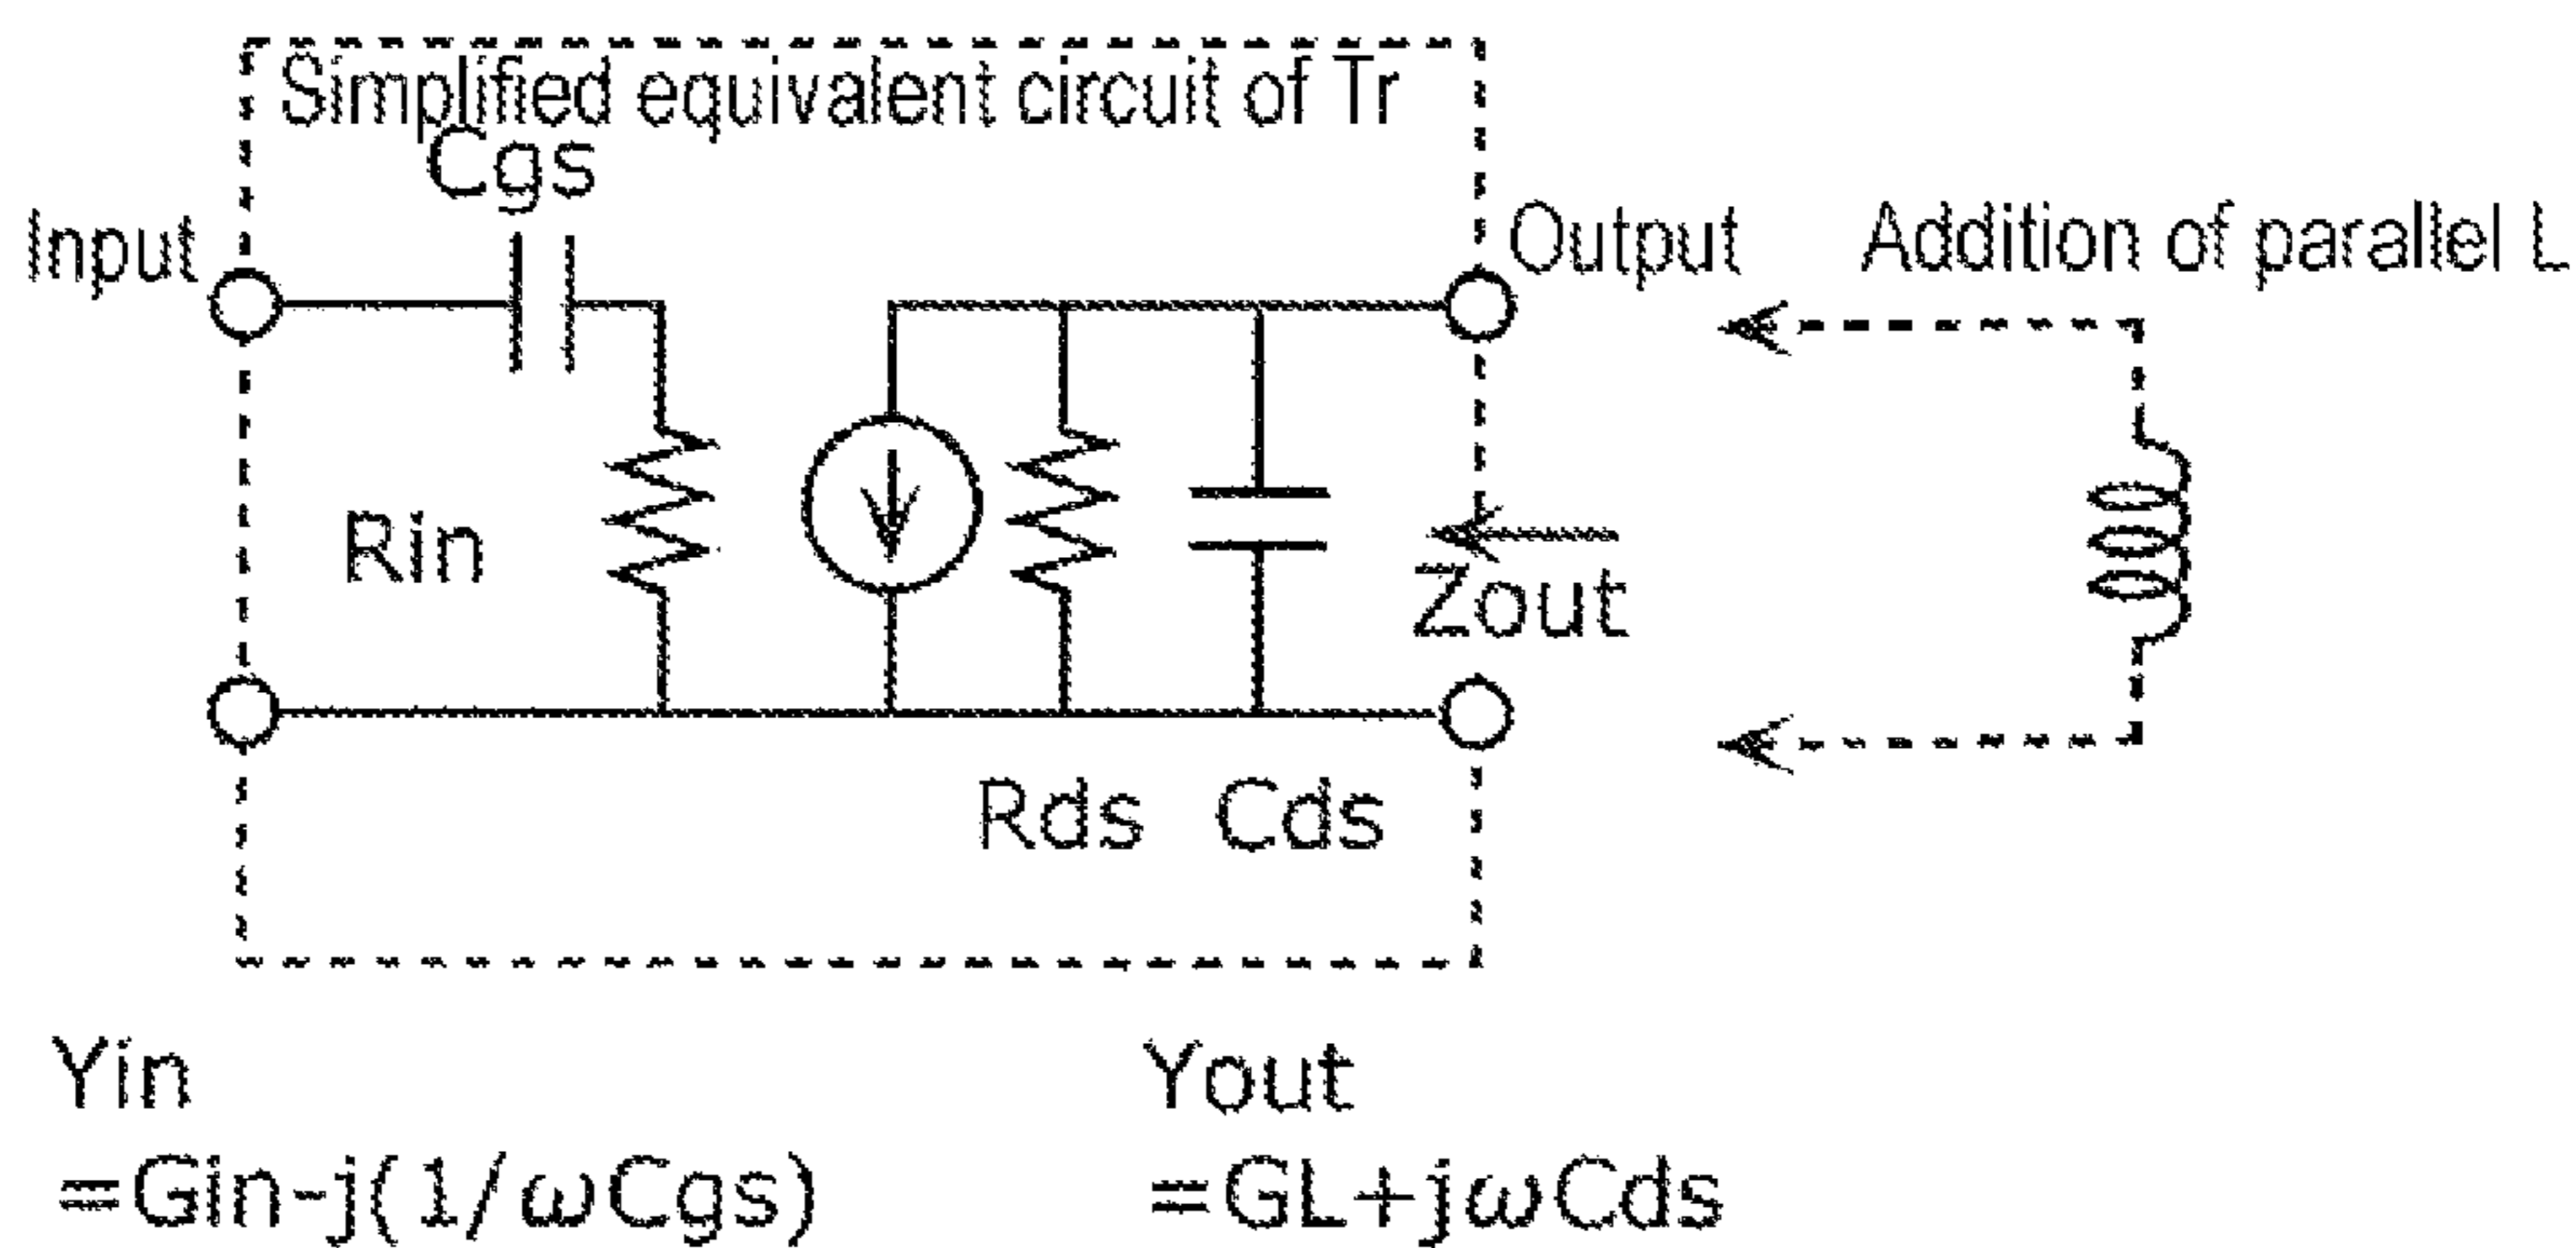 Simplified equivalent circuit of Tr
Cgs
Input
Output
Addition of parallel L
Rin
Zout
Rds Cds
Yin
=Gin-j(1/ωCgs)
Yout
=GL+jωCds